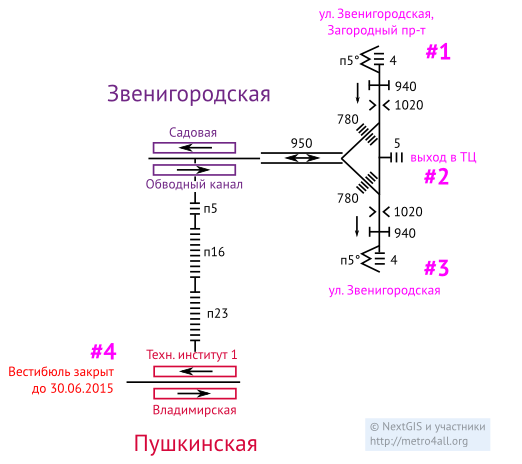 ул. Звенигородская,
Загородный пр-т
#1
п5°
4
940
1020
Звенигородская
780
Садовая
950
5
выход в ТЦ
#2
Обводный канал
780
п5
1020
940
п16
п5°
4
#3
ул. Звенигородская
п23
#4
Техн. институт 1
Вестибюль закрыт
до 30.06.2015
Владимирская
Пушкинская
© NextGIS и участники
http://metro4all.org